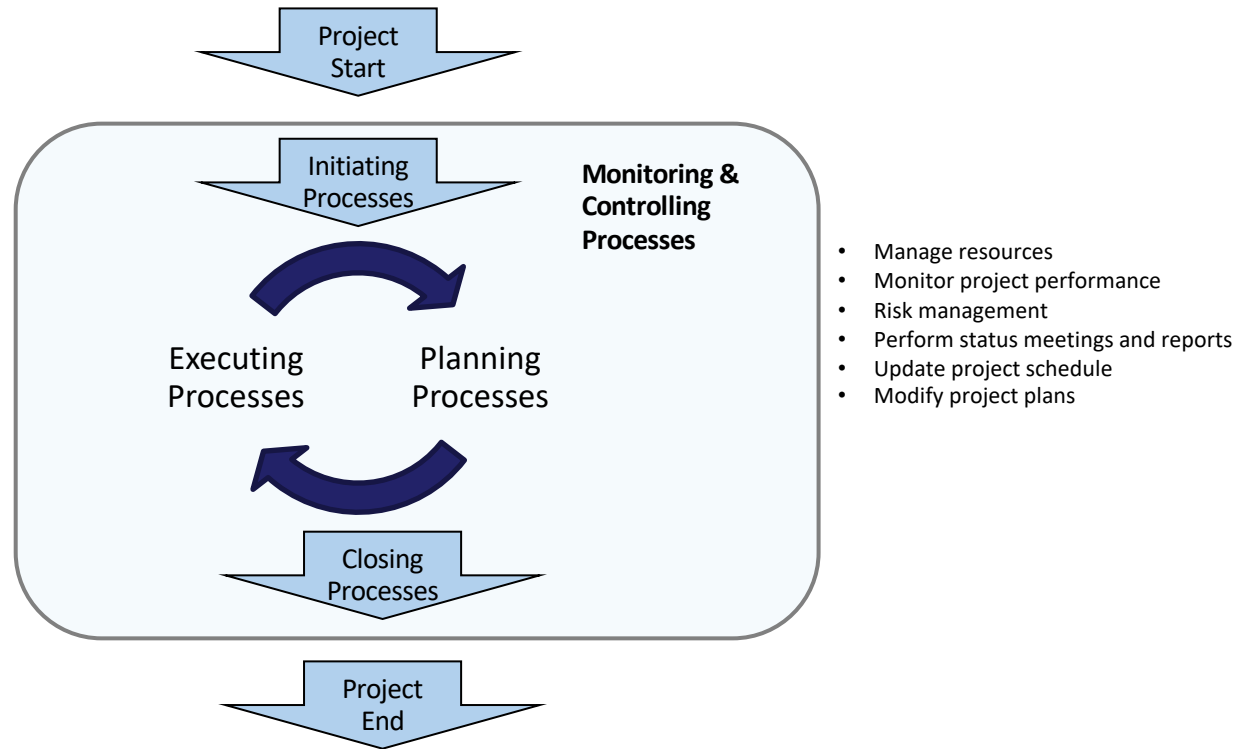 Project
Start
Initiating
Processes
Monitoring &
Controlling
Processes
Executing
Processes
Planning
Processes
• Manage resources
• Monitor project performance
• Risk management
• Perform status meetings and reports
• Update project schedule
• Modify project plans
Closing
Processes
Project
End